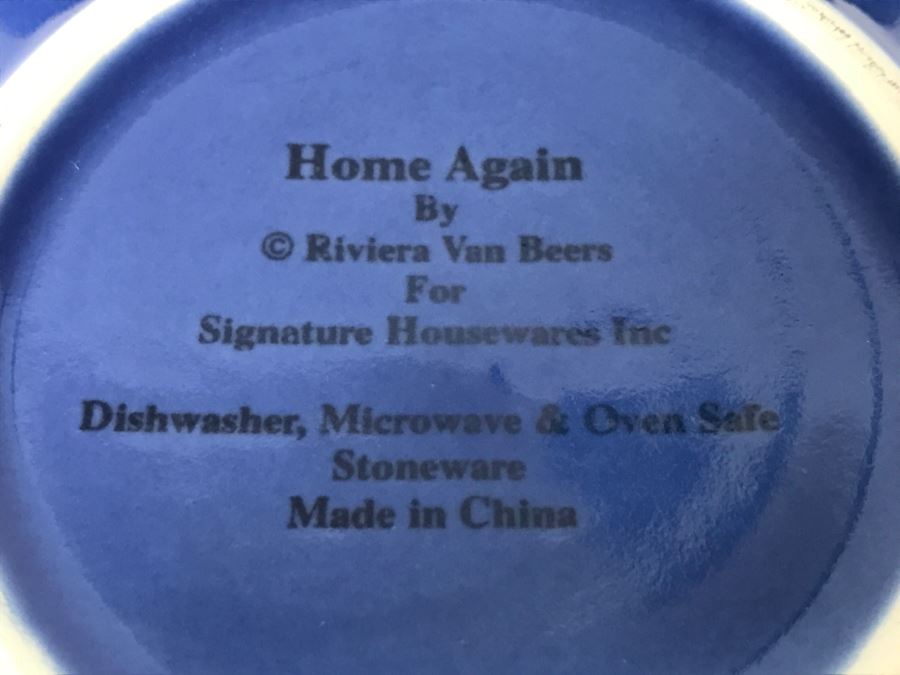 Home Again
By
© Riviera Van Beers
For
Signature Housewares Inc
Dishwasher, Microwave & Oven Safe
Stoneware
Made in China